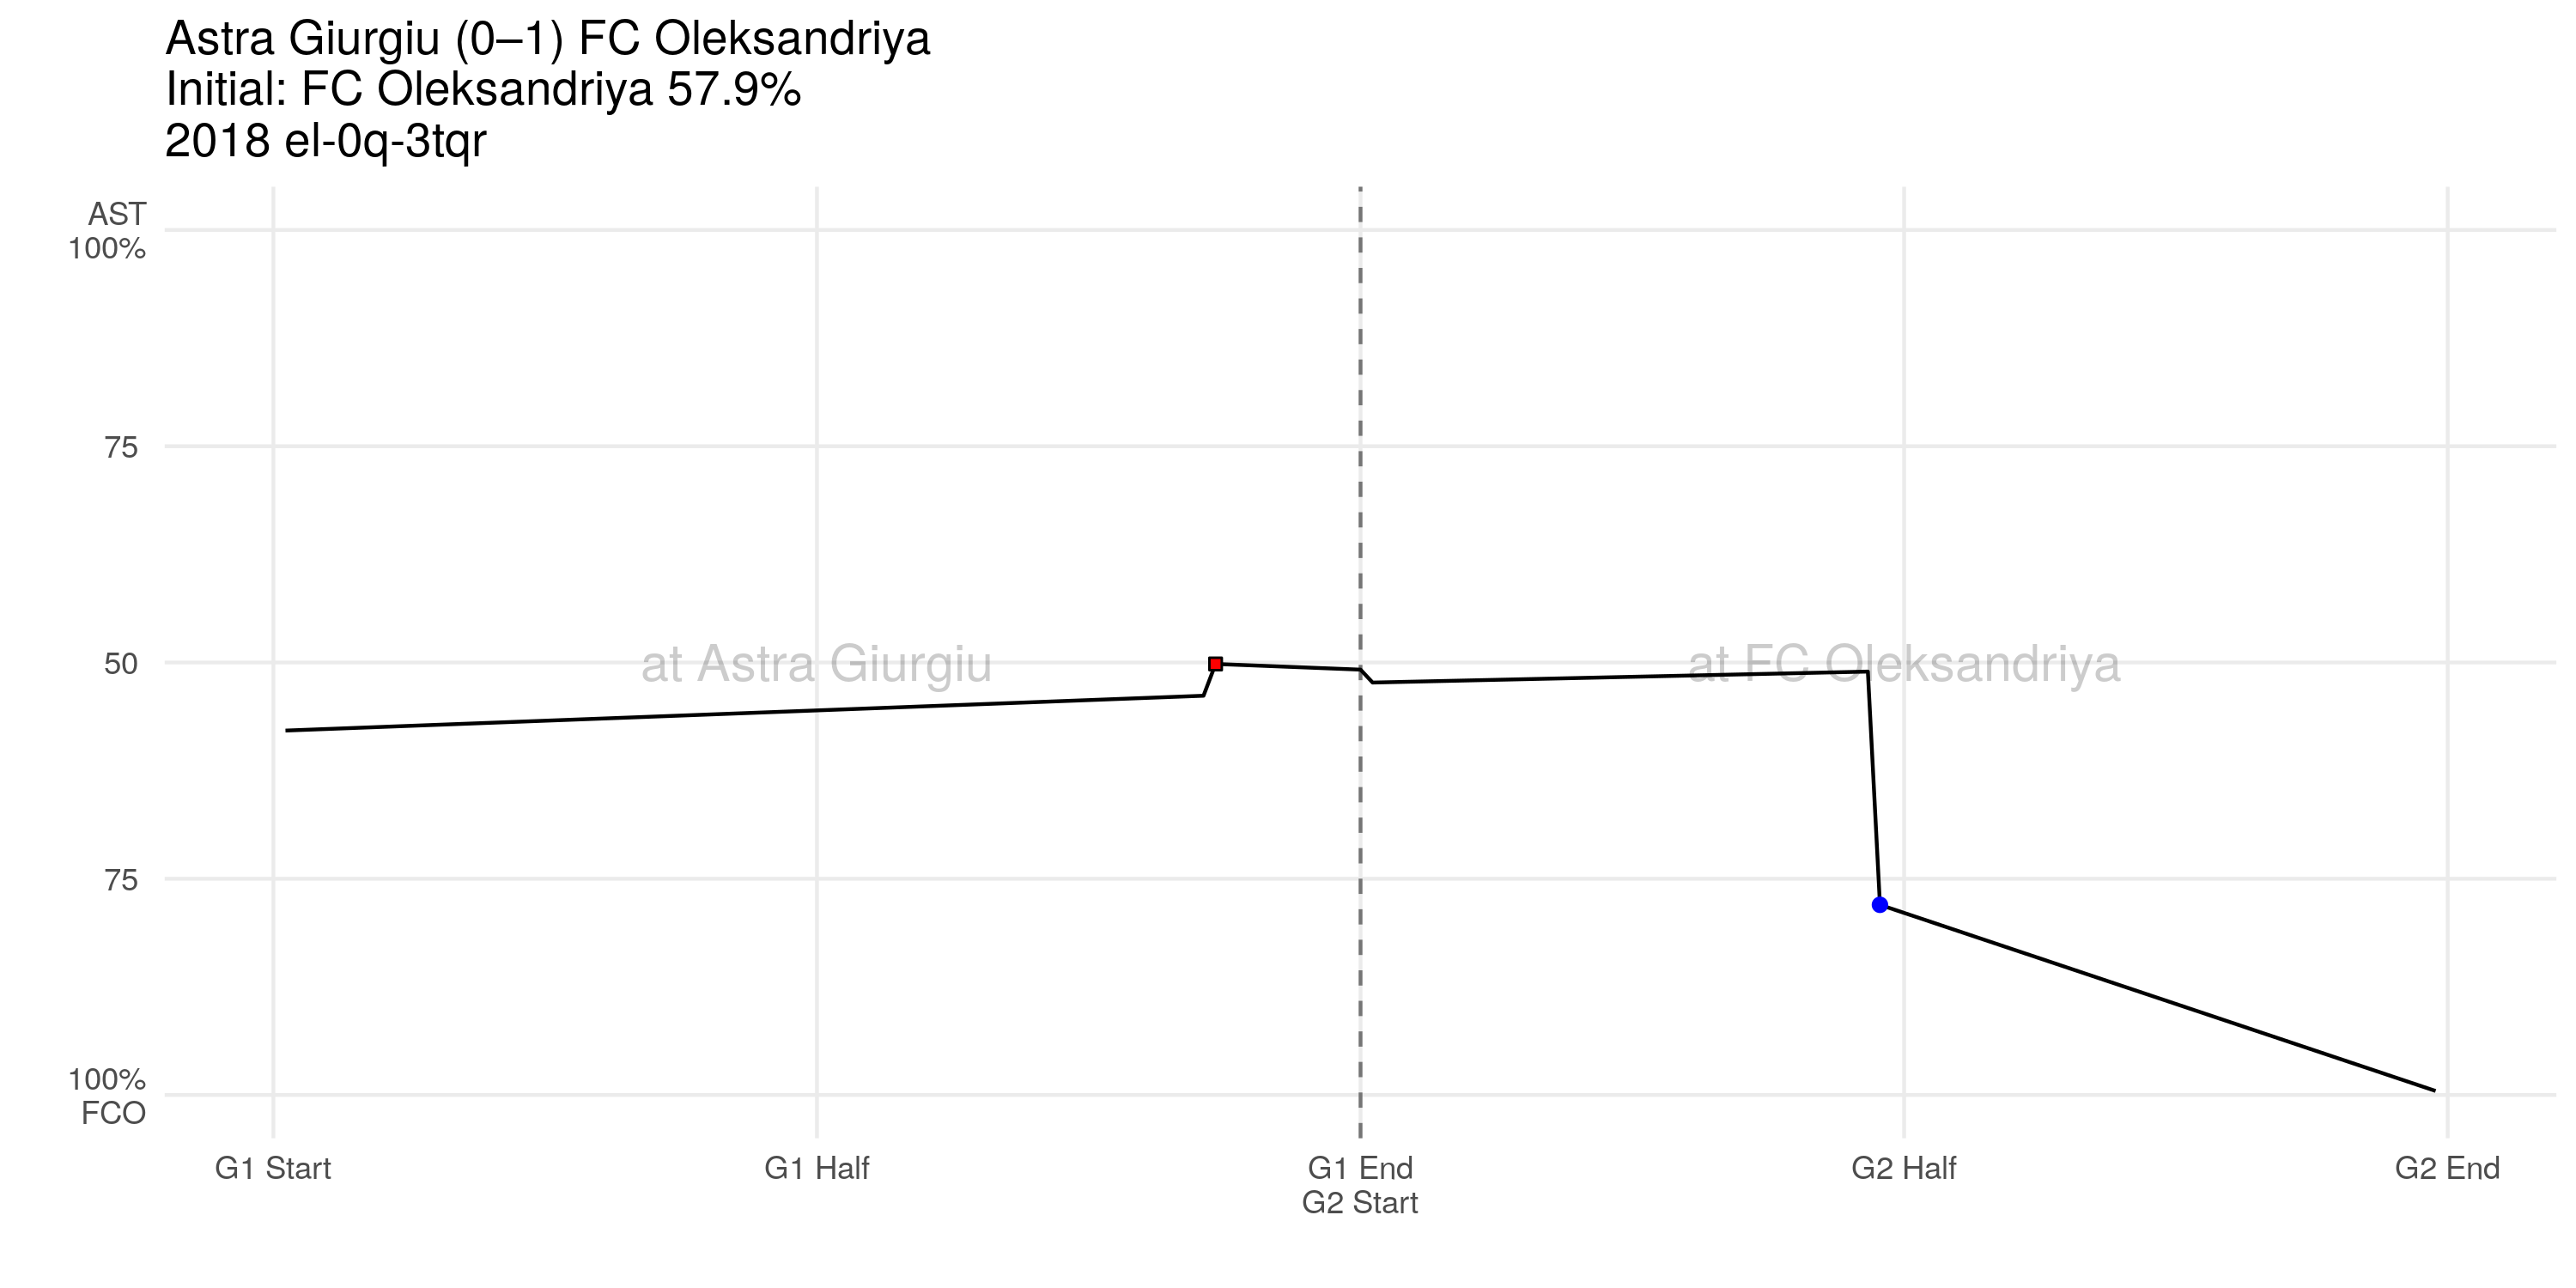 Astra Giurgiu (0–1) FC Oleksandriya
Initial: FC Oleksandriya 57.9%
2018 el-0q-3tqr
AST
100%
75
50
75
100%
FCO
at Astra Giurgiu
at FC Oleksandriya
G1 Start
G1 Half
G1 End
G2 Start
G2 Half
G2 End